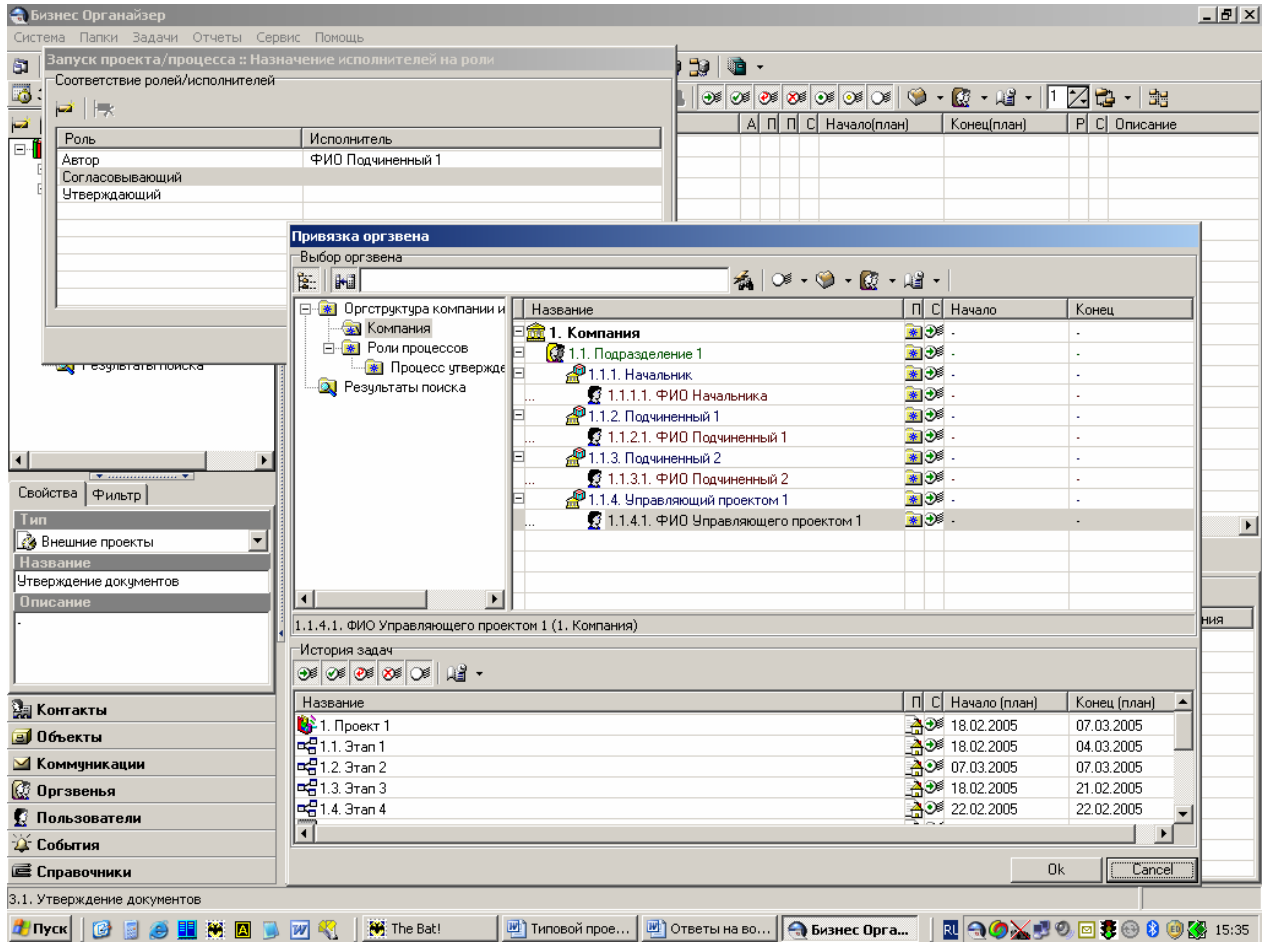 Бизнес Органайзер
Система Папки Задачи Отчеты Сервис Помощь
Запуск проекта/процесса :: Назначение исполнителей на роли
Соответствие ролей/исполнителей
Роль Исполнитель
Автор ФИО Подчиненный 1
Согласовывающий
Утверждающий
1
А П П С Начало(план) Конец(план) Р С Описание
Привязка оргзвена
Выбор оргзвена
Оргструктура компании и
Компания
Роли процессов
Процесс утвержде
Результаты поиска
Название П С Начало Конец
1. Компания - -
1.1. Подразделение 1 - -
1.1.1. Начальник - -
... 1.1.1.1. ФИО Начальника - -
1.1.2. Подчиненный 1 - -
... 1.1.2.1. ФИО Подчиненный 1 - -
1.1.3. Подчиненный 2 - -
... 1.1.3.1. ФИО Подчиненный 2 - -
1.1.4. Управляющий проектом 1 - -
... 1.1.4.1. ФИО Управляющего проектом 1 - -
1.1.4.1. ФИО Управляющего проектом 1 (1. Компания)
История задач
Название П С Начало (план) Конец (план)
1. Проект 1 18.02.2005 07.03.2005
1.1. Этап 1 18.02.2005 04.03.2005
1.2. Этап 2 07.03.2005 07.03.2005
1.3. Этап 3 18.02.2005 21.02.2005
1.4. Этап 4 22.02.2005 22.02.2005
Ok Cancel
ния
Результаты поиска
Свойства Фильтр
Тип
Внешние проекты
Название
Утверждение документов
Описание
-
Контакты
Объекты
Коммуникации
Оргзвенья
Пользователи
События
Справочники
3.1. Утверждение документов
Пуск The Bat! Типовой прое... Ответы на во... Бизнес Орга... RU 15:35